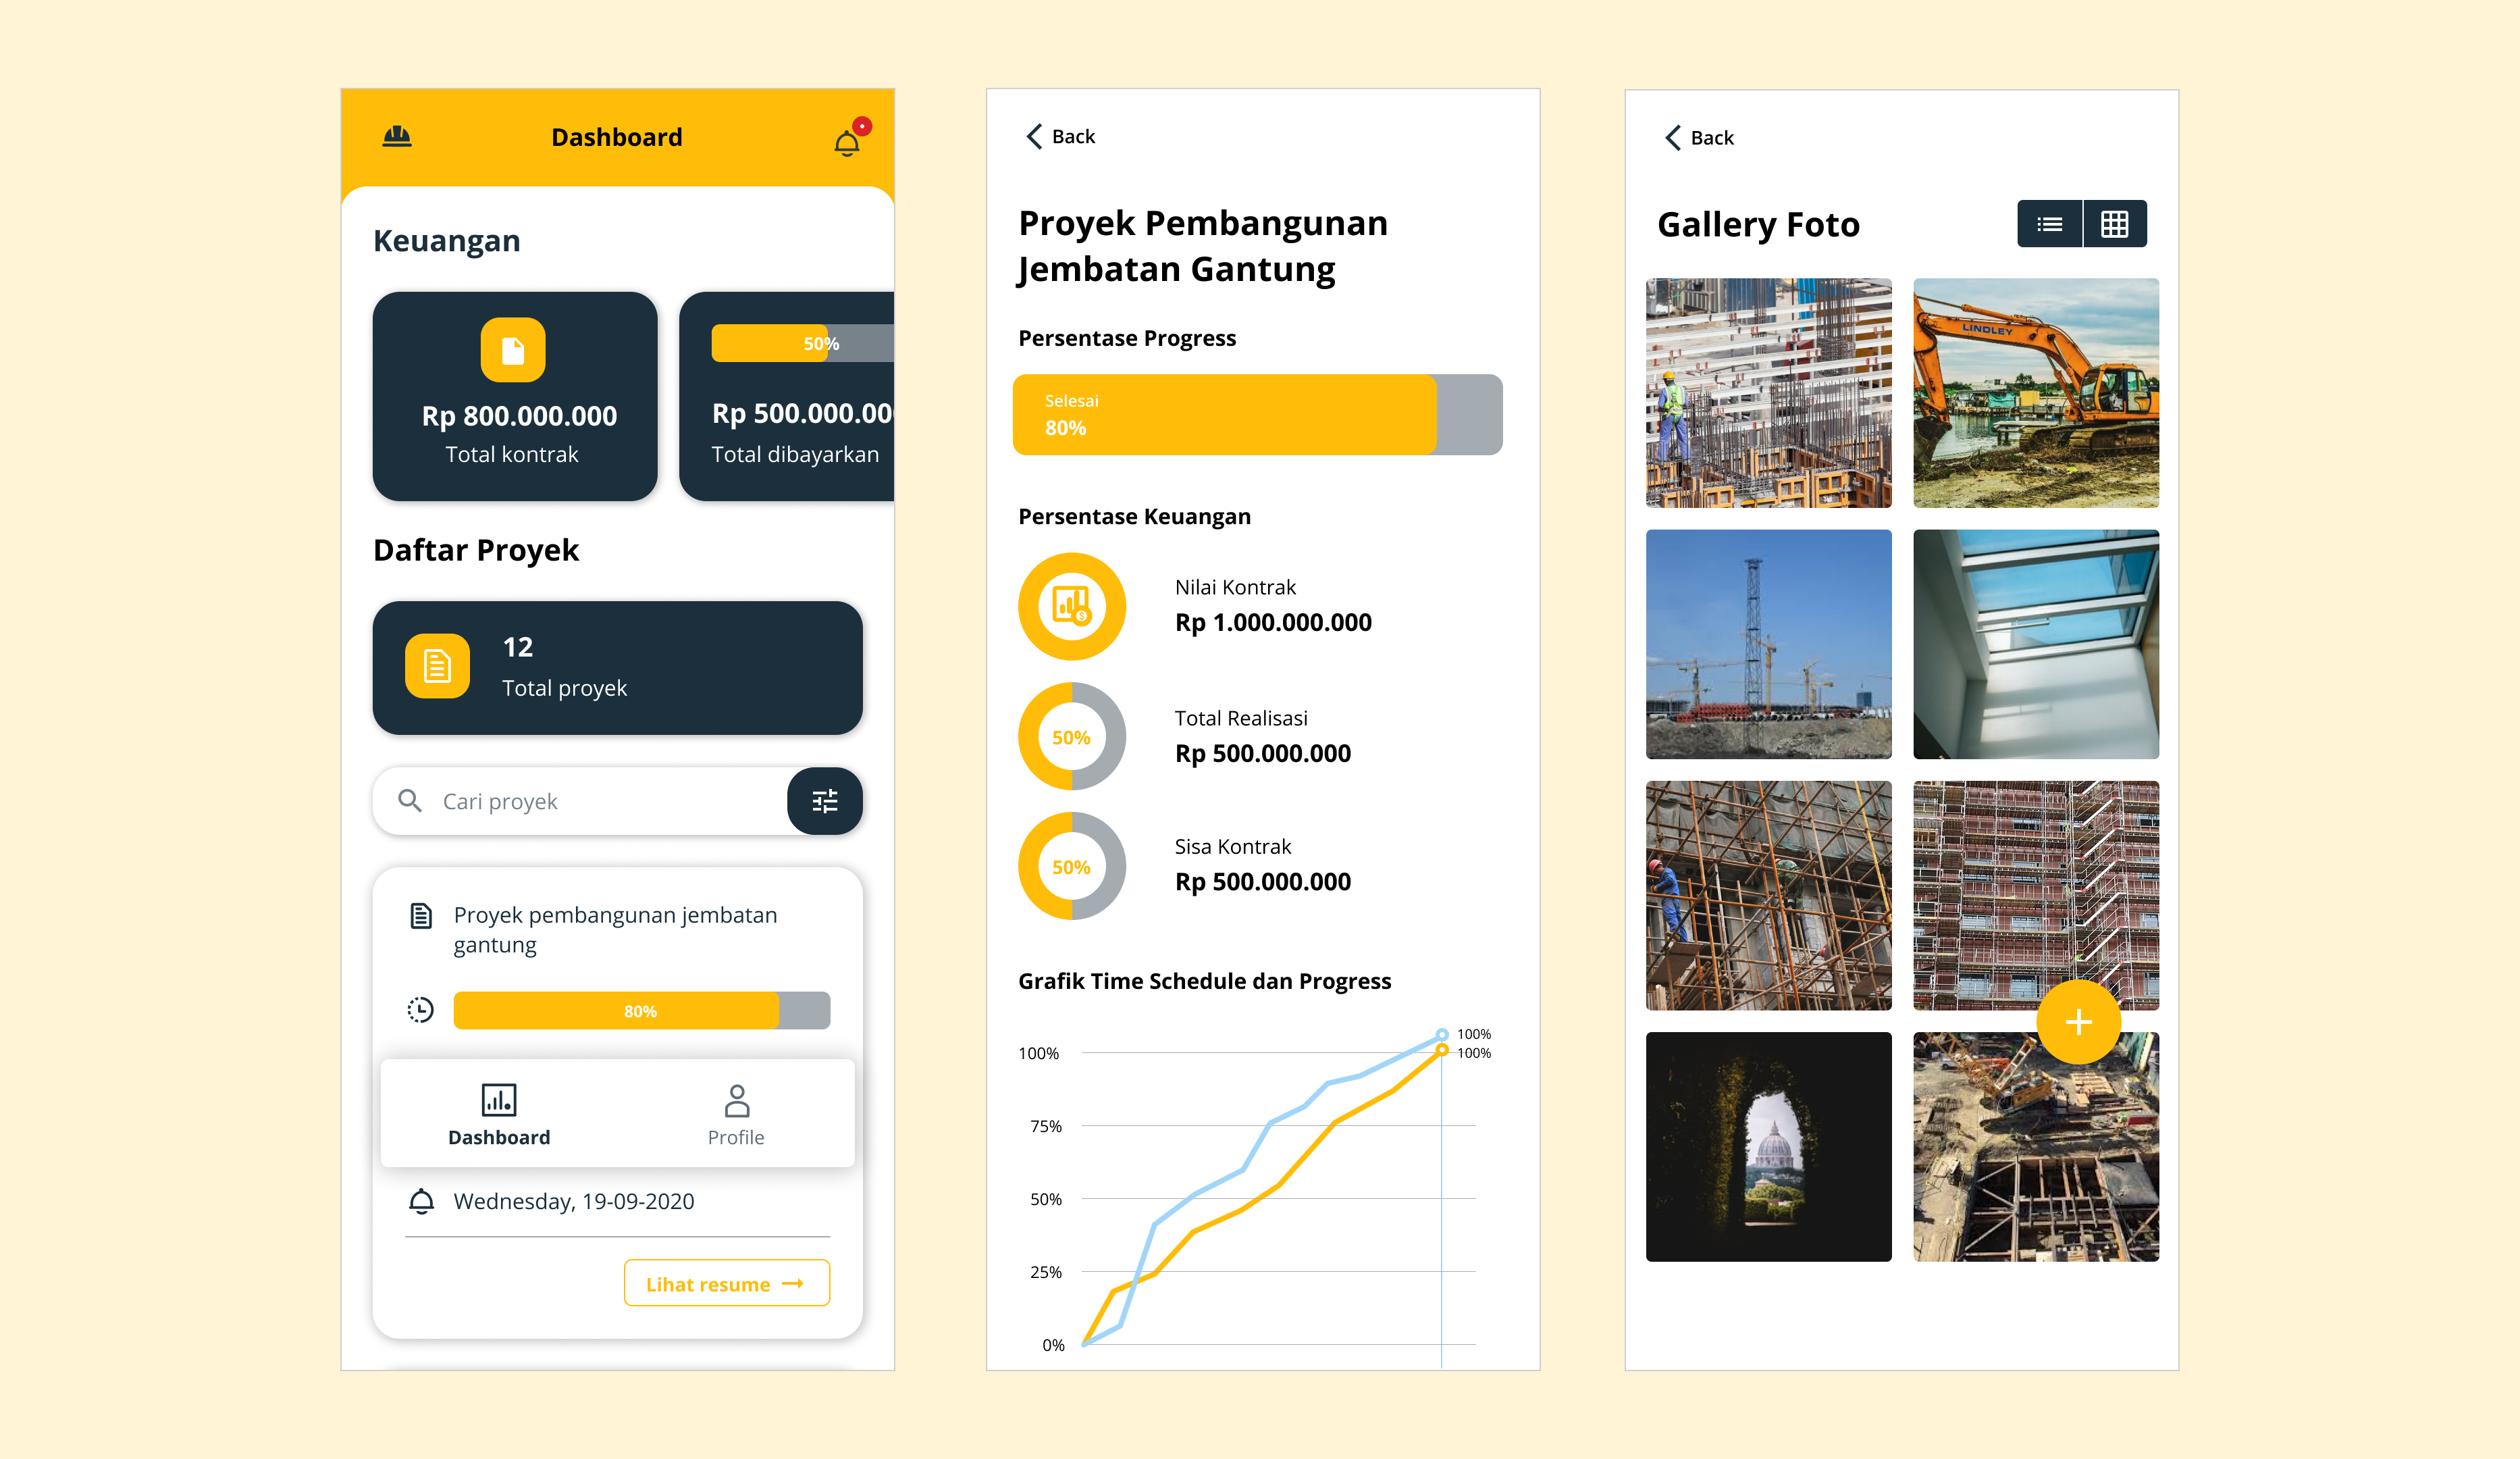 Dashboard
Keuangan
Rp 800.000.000
Total kontrak
50%
Rp 500.000.00
Total dibayarkan
Daftar Proyek
12
Total proyek
Cari proyek
Proyek pembangunan jembatan
gantung
80%
Dashboard
Profile
Wednesday, 19-09-2020
Lihat resume
Back
Proyek Pembangunan
Jembatan Gantung
Persentase Progress
Selesai
80%
Persentase Keuangan
Nilai Kontrak
Rp 1.000.000.000
50%
Total Realisasi
Rp 500.000.000
50%
Sisa Kontrak
Rp 500.000.000
Grafik Time Schedule dan Progress
100%
100%
100%
75%
50%
25%
0%
Back
Gallery Foto
LINDLEY